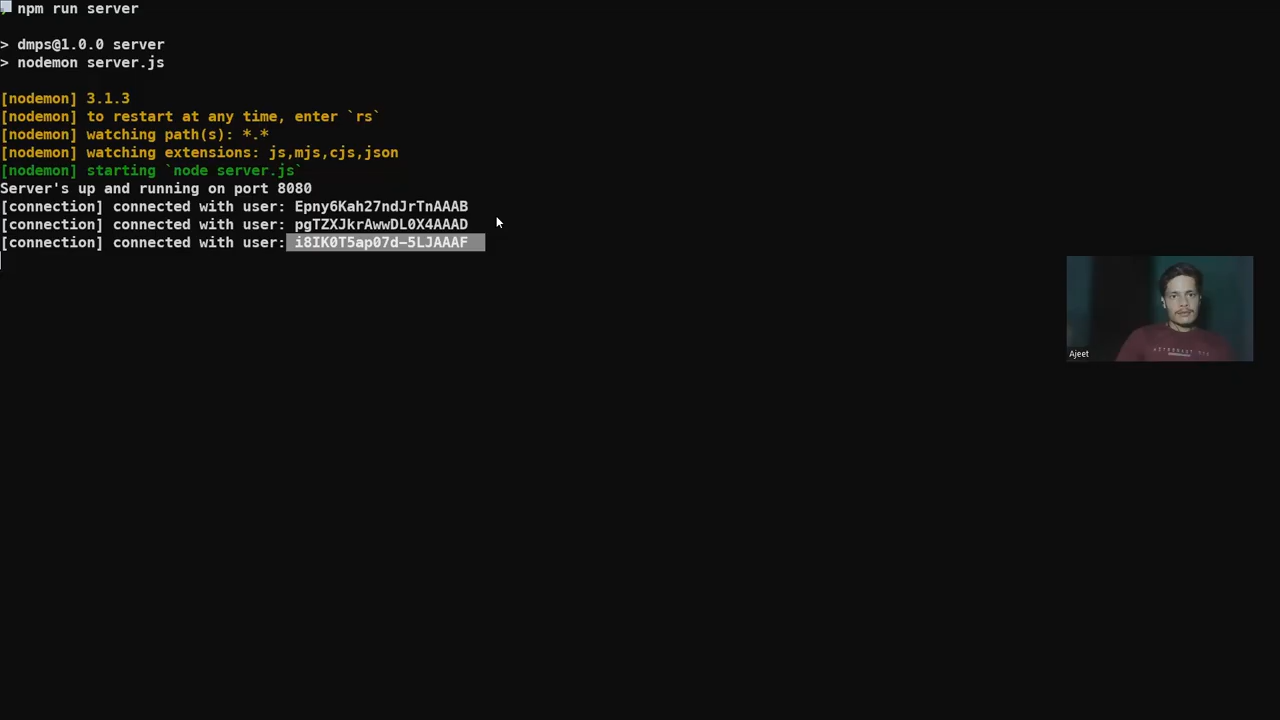 npm run server
> dmps@1.0.0 server
> nodemon server.js
[nodemon] 3.1.3
[nodemon] to restart at any time, enter `rs`
[nodemon] watching path(s): *.*
[nodemon] watching extensions: js,mjs,cjs,json
[nodemon] starting `node server.js`
Server's up and running on port 8080
[connection] connected with user: Epny6Kah27ndJrTnAAAB
[connection] connected with user: pgTZXJkrAwwDL0X4AAAD
[connection] connected with user: i8IK0T5ap07d-5LJAAAF
Ajeet